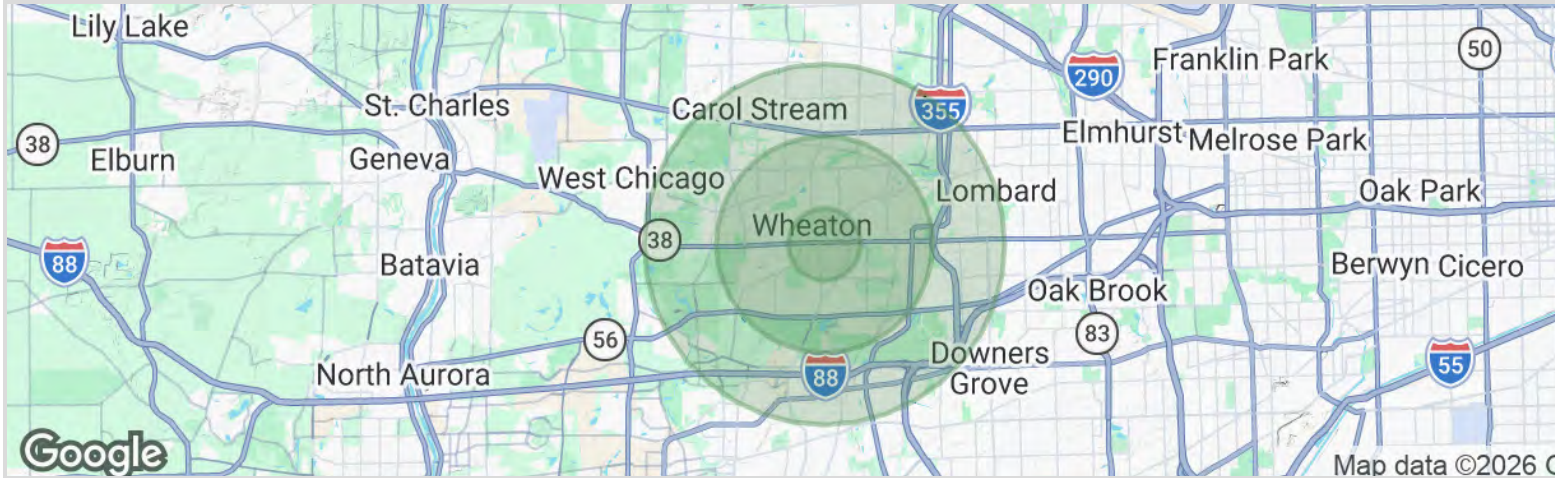 Lily Lake
50
Franklin Park
290
St. Charles
Carol Stream
355
38
Elburn
Geneva
Elmhurst
Melrose Park
West Chicago
Lombard
Oak Park
Wheaton
38
88
Batavia
Berwyn
Cicero
Oak Brook
56
83
North Aurora
88
Downers
Grove
55
Google
Map data ©2026